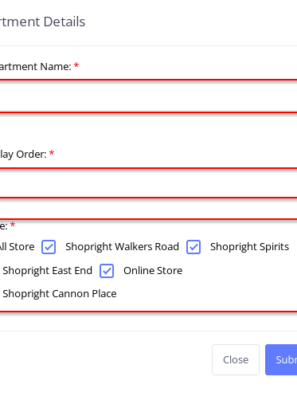 rtment Details
artment Name: *
lay Order: *
e: *
ll Store Shopright Walkers Road Shopright Spirits
Shopright East End Online Store
Shopright Cannon Place
Close Subm